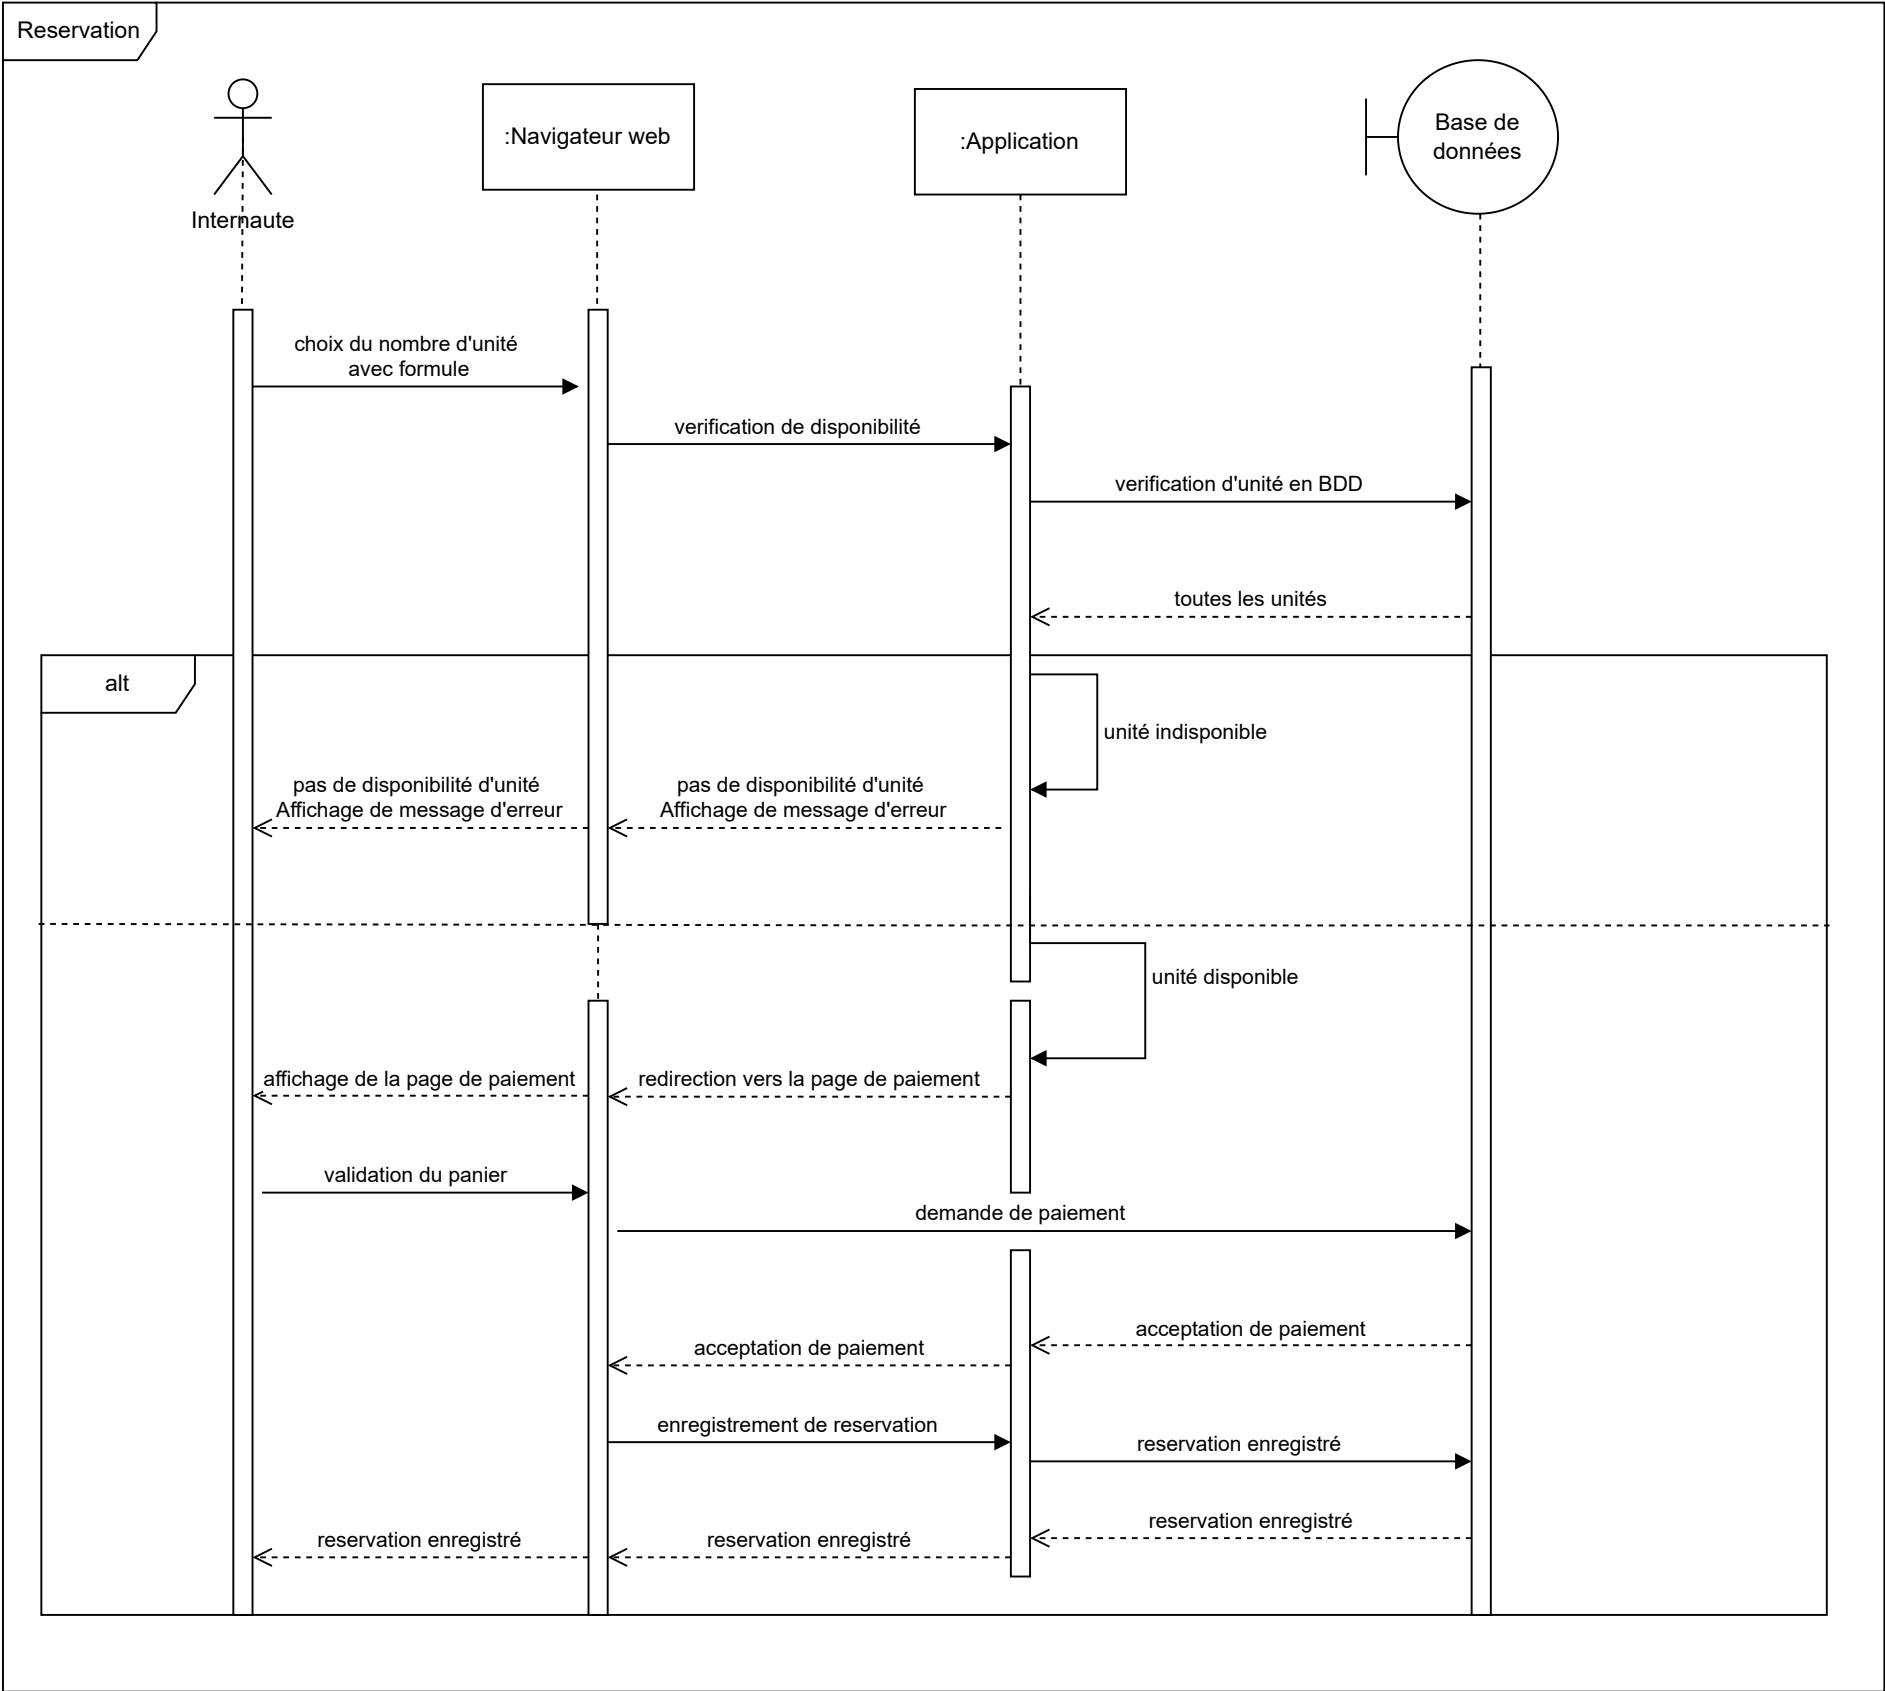 Reservation
Internaute
:Navigateur web
:Application
Base de
données
choix du nombre d'unité
avec formule
verification de disponibilité
verification d'unité en BDD
toutes les unités
alt
unité indisponible
pas de disponibilité d'unité
Affichage de message d'erreur
pas de disponibilité d'unité
Affichage de message d'erreur
unité disponible
affichage de la page de paiement
redirection vers la page de paiement
validation du panier
demande de paiement
acceptation de paiement
acceptation de paiement
enregistrement de reservation
reservation enregistré
reservation enregistré
reservation enregistré
reservation enregistré